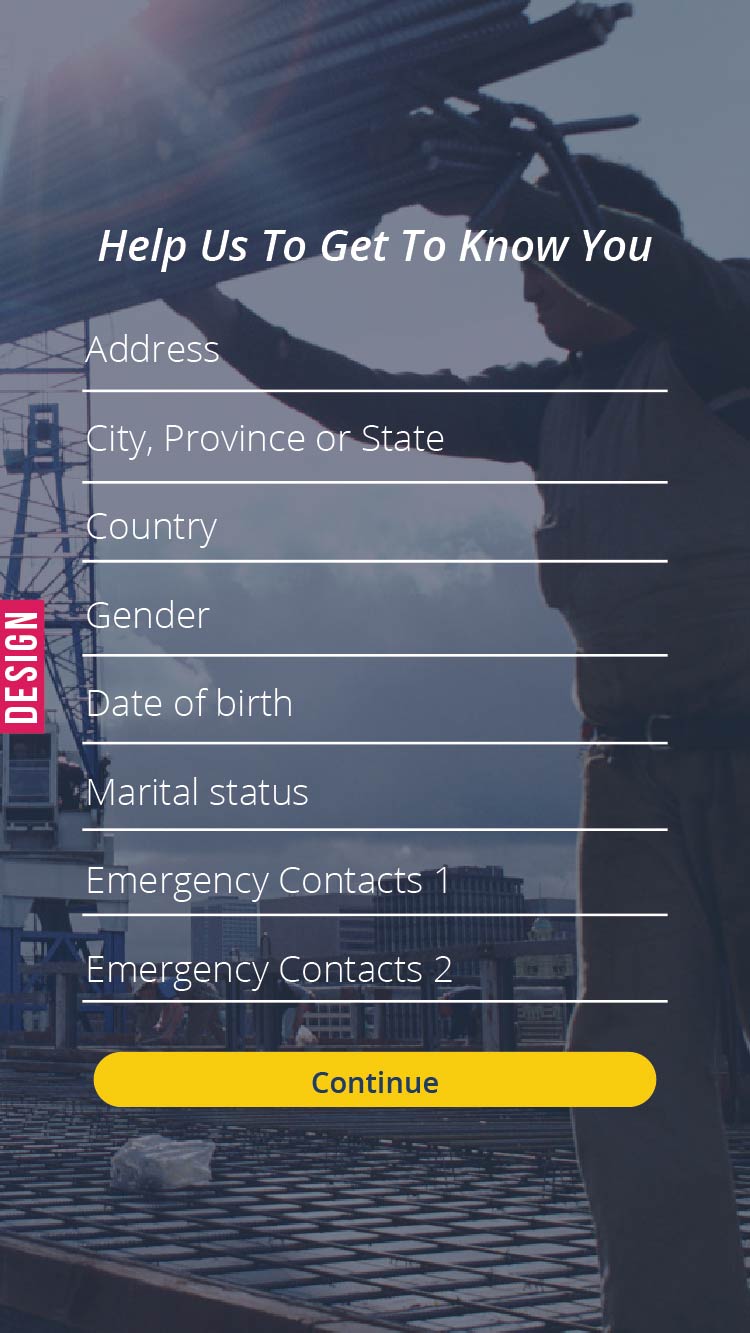 Help Us To Get To Know You
Address
City, Province or State
Country
Gender
Date of birth
DESIGN
Marital status
Emergency Contacts 1
Emergency Contacts 2
Continue